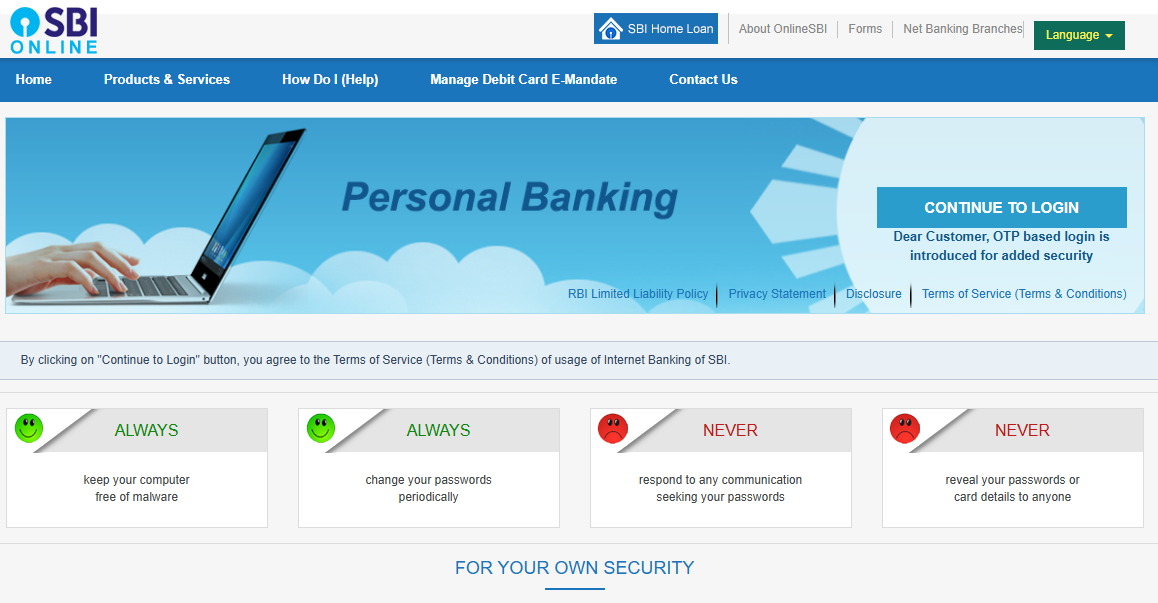 SBI
ONLINE
SBI Home Loan
About OnlineSBI
Forms
Net Banking Branches
Language
Home
Products & Services
How Do I (Help)
Manage Debit Card E-Mandate
Contact Us
Personal Banking
CONTINUE TO LOGIN
Dear Customer, OTP based login is
introduced for added security
RBI Limited Liability Policy
Privacy Statement
Disclosure
Terms of Service (Terms & Conditions)
By clicking on "Continue to Login" button, you agree to the Terms of Service (Terms & Conditions) of usage of Internet Banking of SBI.
ALWAYS
keep your computer
free of malware
ALWAYS
change your passwords
periodically
NEVER
respond to any communication
seeking your passwords
NEVER
reveal your passwords or
card details to anyone
FOR YOUR OWN SECURITY